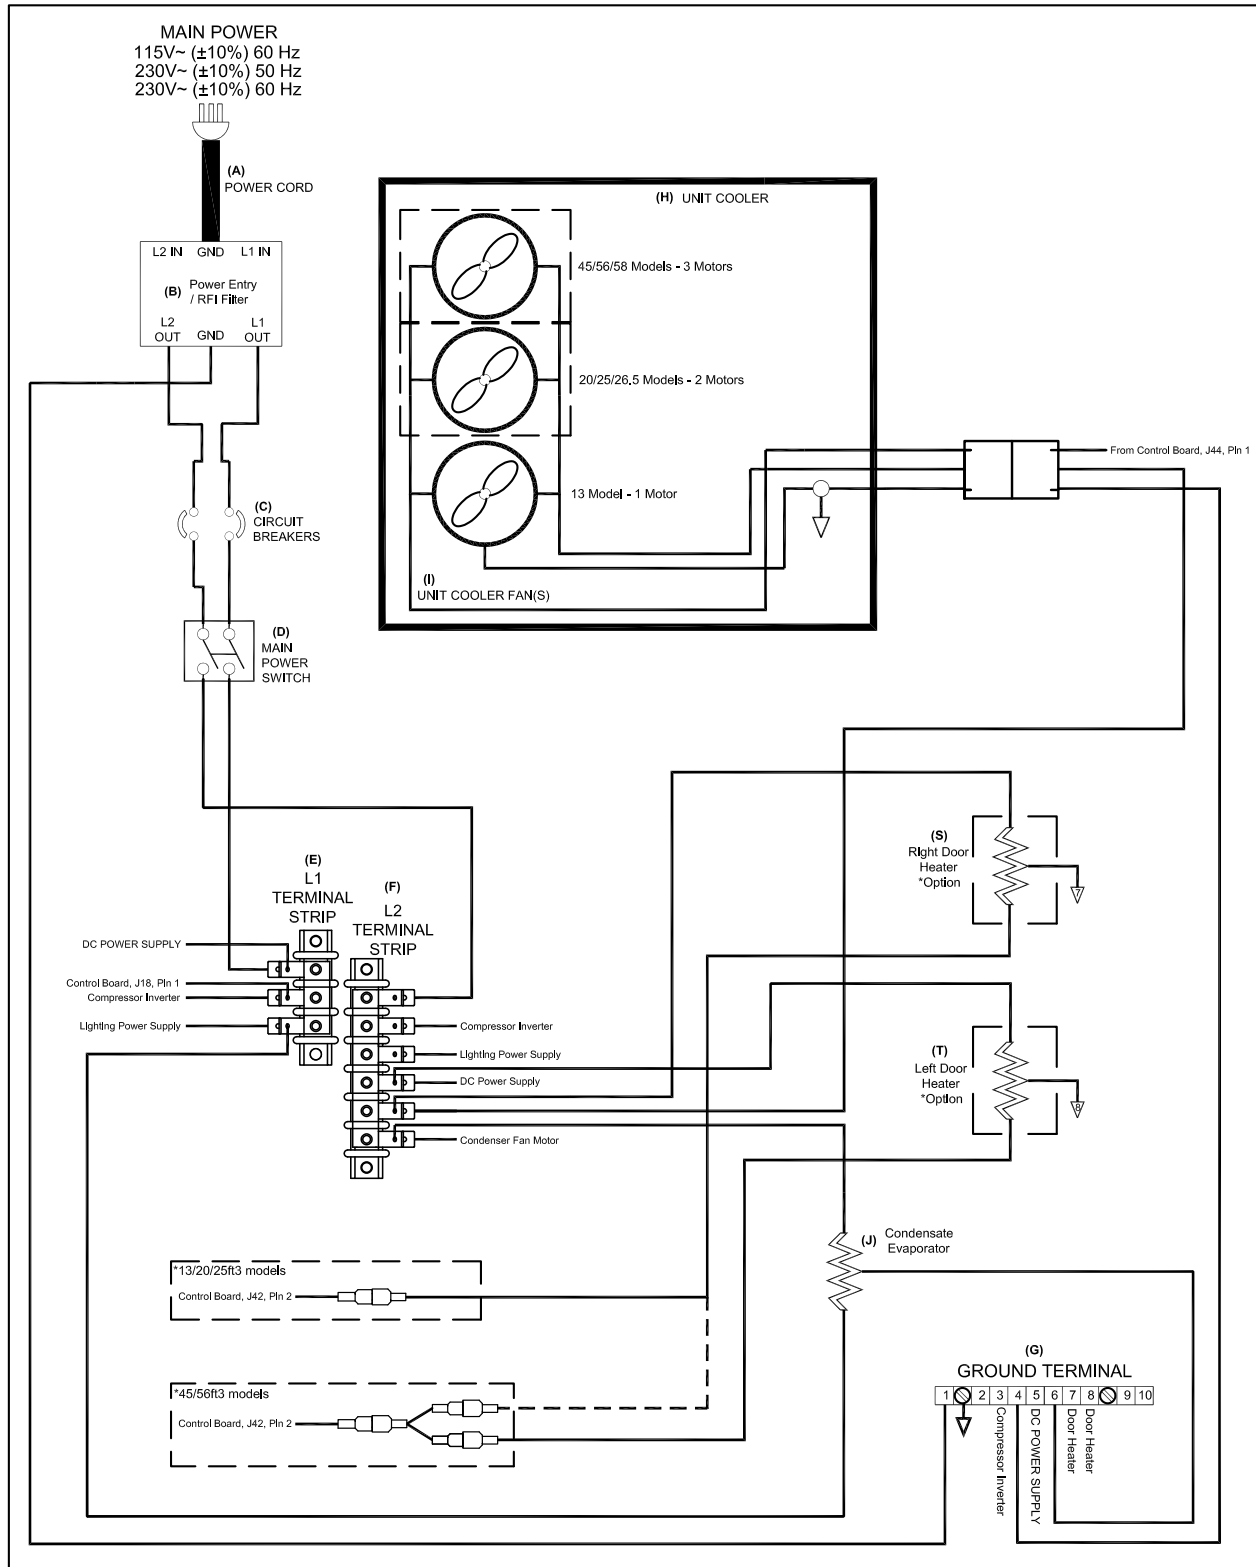 MAIN POWER
115V~ (±10%) 60 Hz
230V~ (±10%) 50 Hz
230V~ (±10%) 60 Hz
(A)
POWER CORD
L2 IN GND L1 IN
(B) Power Entry
/ RFI Filter
L2
OUT
GND
L1
OUT
(C)
CIRCUIT
BREAKERS
(D)
MAIN
POWER
SWITCH
(H) UNIT COOLER
45/56/58 Models - 3 Motors
20/25/26.5 Models - 2 Motors
13 Model - 1 Motor
(I)
UNIT COOLER FAN(S)
From Control Board, J44, Pin 1
(S)
Right Door
Heater
*Option
7
(T)
Left Door
Heater
*Option
8
(E)
L1
TERMINAL
STRIP
(F)
L2
TERMINAL
STRIP
DC POWER SUPPLY
Control Board, J18, Pin 1
Compressor Inverter
Lighting Power Supply
Compressor Inverter
Lighting Power Supply
DC Power Supply
Condenser Fan Motor
(J) Condensate
Evaporator
*13/20/25ft3 models
Control Board, J42, Pin 2
*45/56ft3 models
Control Board, J42, Pin 2
(G)
GROUND TERMINAL
1 2 3 4 5 6 7 8 9 10
Compressor Inverter
DC POWER SUPPLY
Door Heater
Door Heater